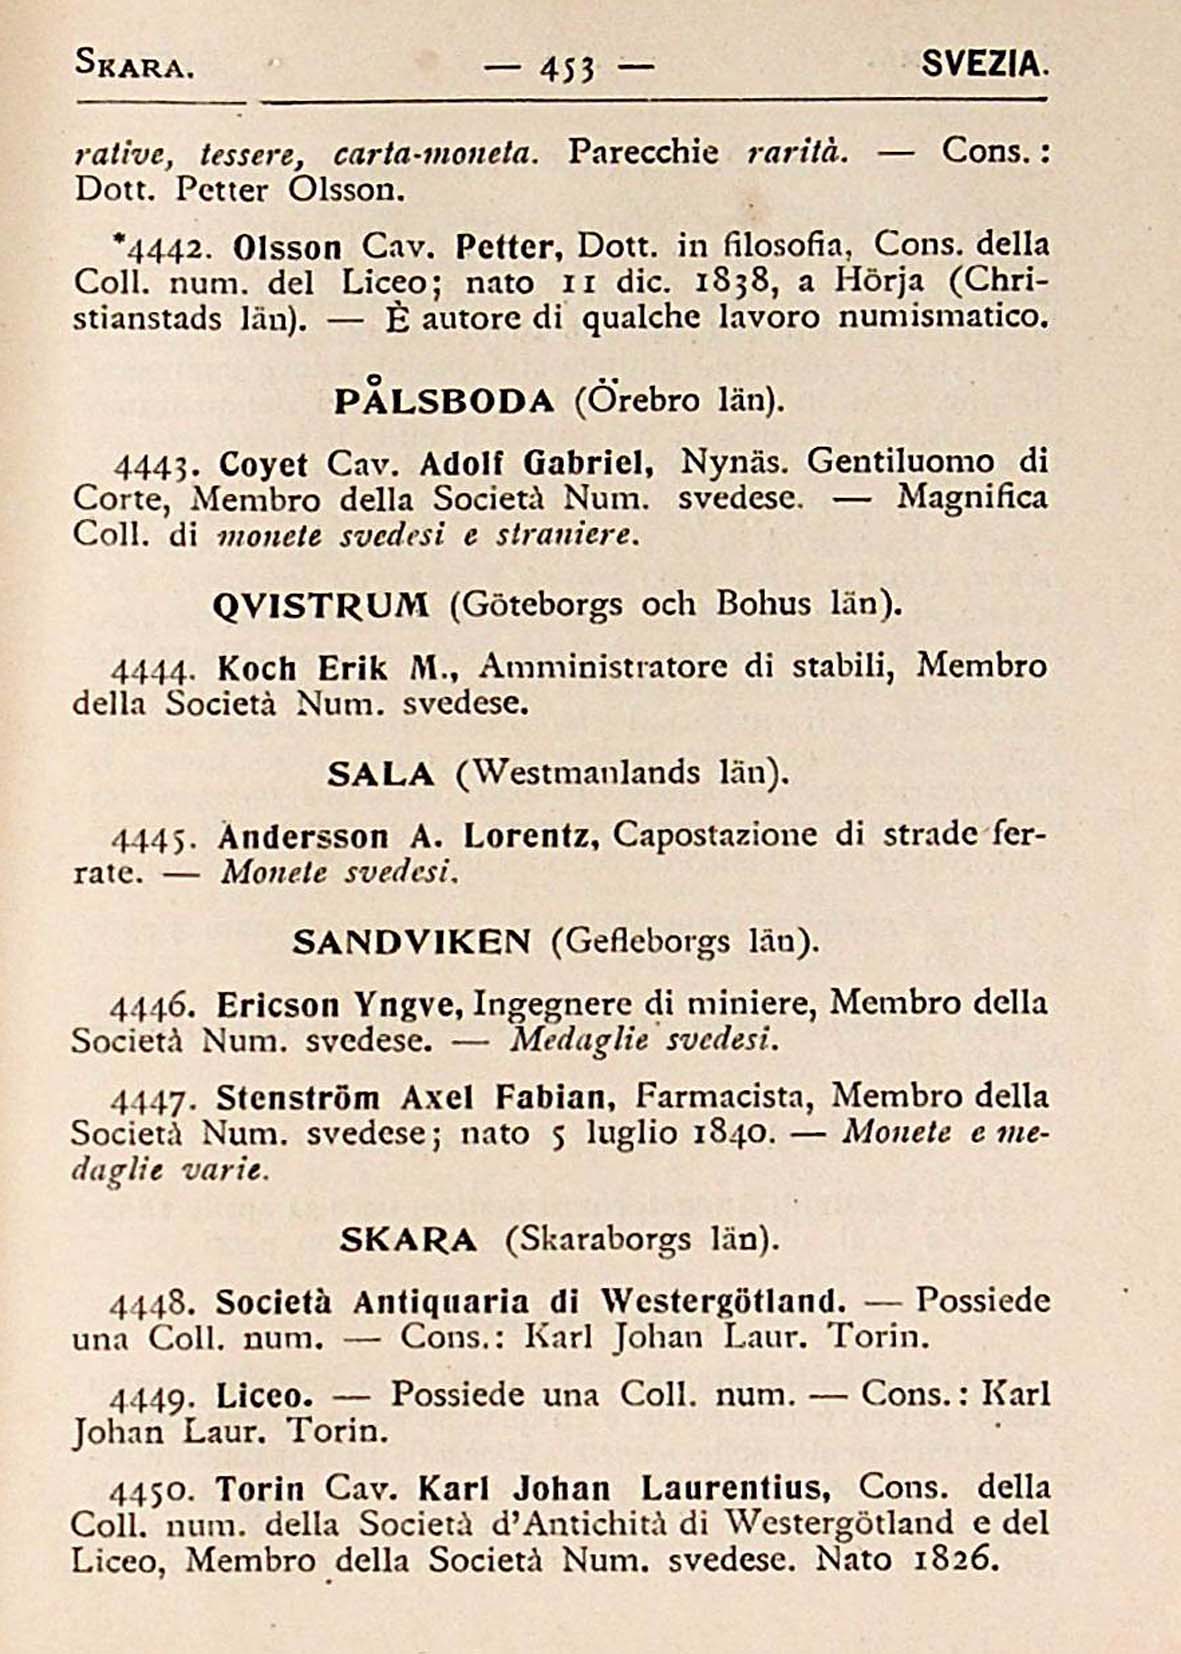 SKARA. — 453 — SVEZIA.
rative, tessere, carta-moneta. Parecchie rarità. — Cons.:
Dott. Petter Olsson.
*4442. Olsson Cav. Petter, Dott. in filosofia, Cons. della
Coll. num. del Liceo; nato 11 dic. 1838, a Hörja (Chri-
stianstads län). — È autore di qualche lavoro numismatico.
PÅLSBODA (Örebro län).
4443. Coyet Cav. Adolf Gabriel, Nynäs. Gentiluomo di
Corte, Membro della Società Num. svedese. — Magnifica
Coll. di monete svedesi e straniere.
QVISTRUM (Göteborgs och Bohus län).
4444. Koch Erik M., Amministratore di stabili, Membro
della Società Num. svedese.
SALA (Westmanlands län).
4445. Andersson A. Lorentz, Capostazione di strade fer-
rate. — Monete svedesi.
SANDVIKEN (Gefleborgs län).
4446. Ericson Yngve, Ingegnere di miniere, Membro della
Società Num. svedese. — Medaglie svedesi.
4447. Stenström Axel Fabian, Farmacista, Membro della
Società Num. svedese; nato 5 luglio 1840. — Monete e me-
daglie varie.
SKARA (Skaraborgs län).
4448. Società Antiquaria di Westergötland. — Possiede
una Coll. num. — Cons.: Karl Johan Laur. Torin.
4449. Liceo. — Possiede una Coll. num. — Cons.: Karl
Johan Laur. Torin.
4450. Torin Cav. Karl Johan Laurentius, Cons. della
Coll. num. della Società d'Antichità di Westergötland e del
Liceo, Membro della Società Num. svedese. Nato 1826.